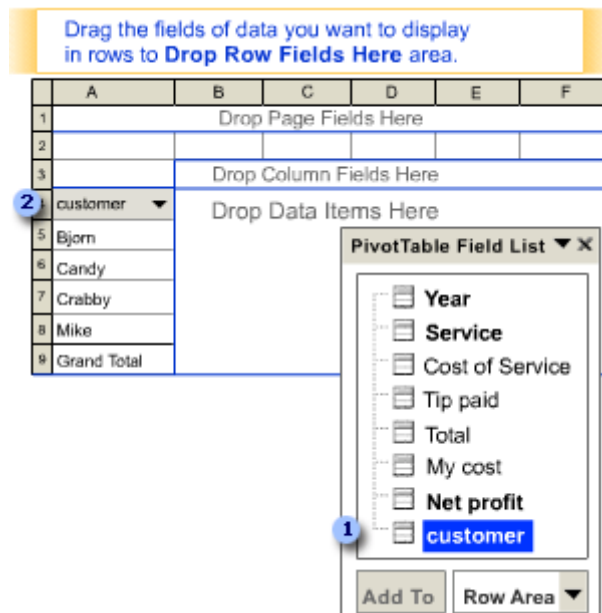 Drag the fields of data you want to display
in rows to Drop Row Fields Here area.
A B C D E F
1 Drop Page Fields Here
2
3 Drop Column Fields Here
2 customer Drop Data Items Here
5 Bjorn
6 Candy
7 Crabby
8 Mike
9 Grand Total
PivotTable Field List
Year
Service
Cost of Service
Tip paid
Total
My cost
Net profit
1 customer
Add To Row Area